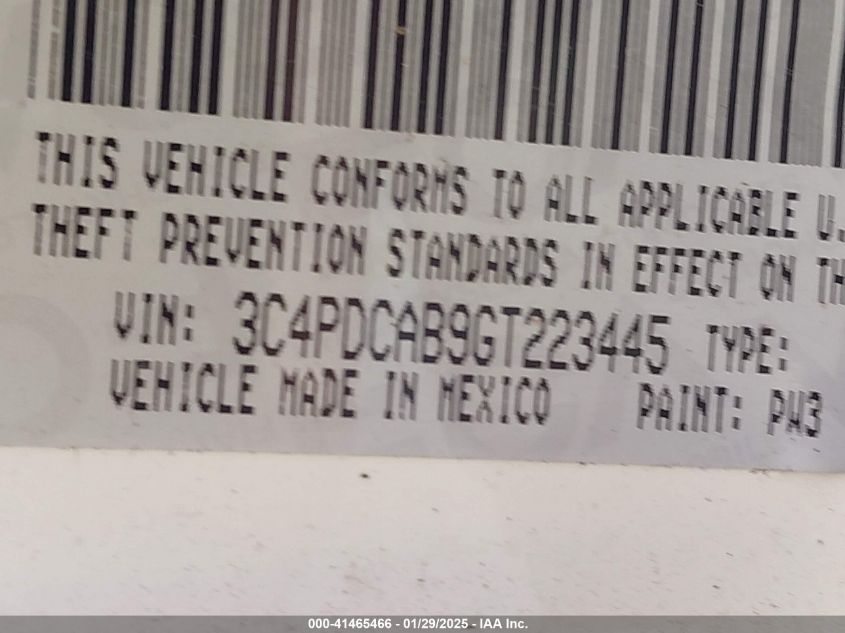 THIS VEHICLE CONFORMS TO ALL APPLICABLE U.
THEFT PREVENTION STANDARDS IN EFFECT ON TH
VIN: 3C4PDCAB9GT223445 TYPE:
VEHICLE MADE IN MEXICO PAINT: PW3
000-41465466 - 01/29/2025 - IAA Inc.